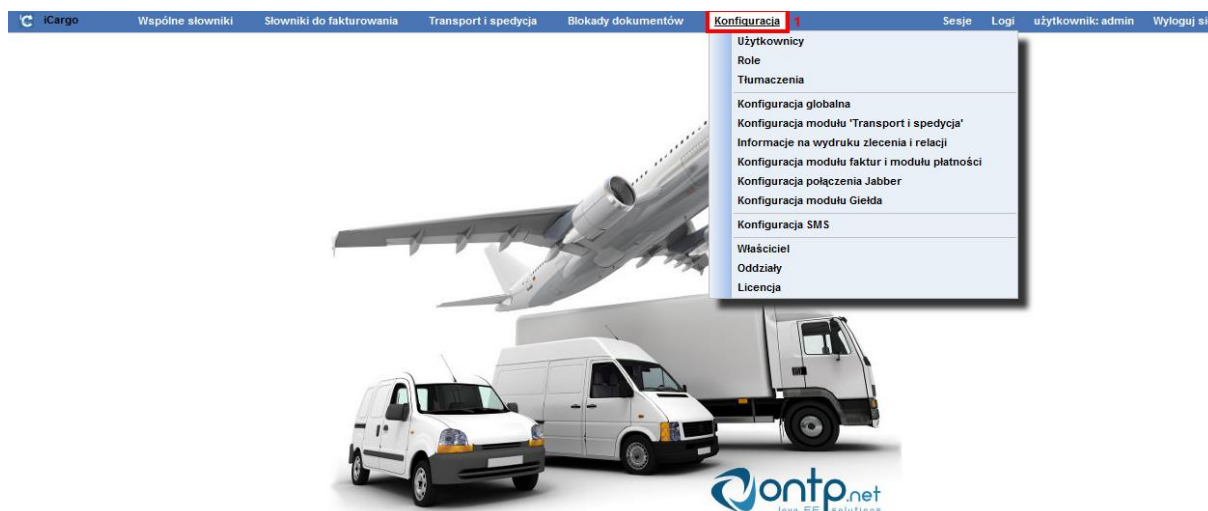 iCargo Wspólne słowniki Słowniki do fakturowania Transport i spedycja Blokady dokumentów Konfiguracja 1 Sesje Logi użytkownik: admin Wyloguj si
Użytkownicy
Role
Tłumaczenia
Konfiguracja globalna
Konfiguracja modułu 'Transport i spedycja'
Informacje na wydruku zlecenia i relacji
Konfiguracja modułu faktur i modułu płatności
Konfiguracja połączenia Jabber
Konfiguracja modułu Giełda
Konfiguracja SMS
Właściciel
Oddziały
Licencja
ontp.net